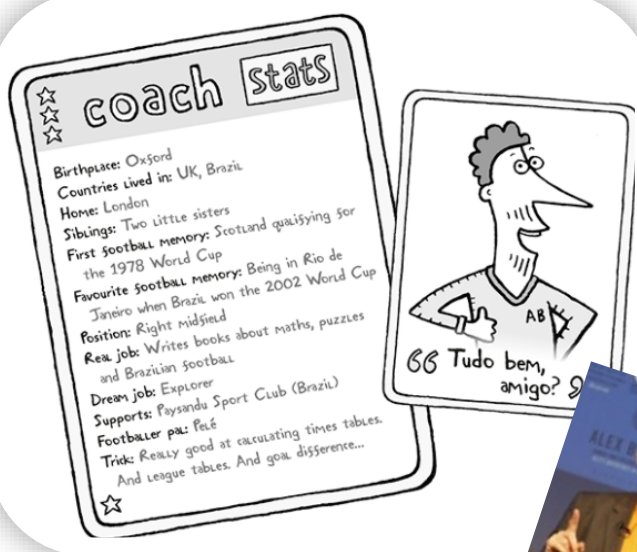 coach stats
Birthplace: Oxford
Countries lived in: UK, Brazil
Home: London
Siblings: Two little sisters
First football memory: Scotland qualifying for
the 1978 World Cup
Favourite football memory: Being in Rio de
Janeiro when Brazil won the 2002 World Cup
Position: Right midfield
Real job: Writes books about maths, puzzles
and Brazilian football
Dream job: Explorer
Supports: Paysandu Sport Club (Brazil)
Footballer pal: Pelé
Trick: Really good at calculating times tables.
And league tables. And goal difference...
AB
“Tudo bem,
amigo?”
ALEX B